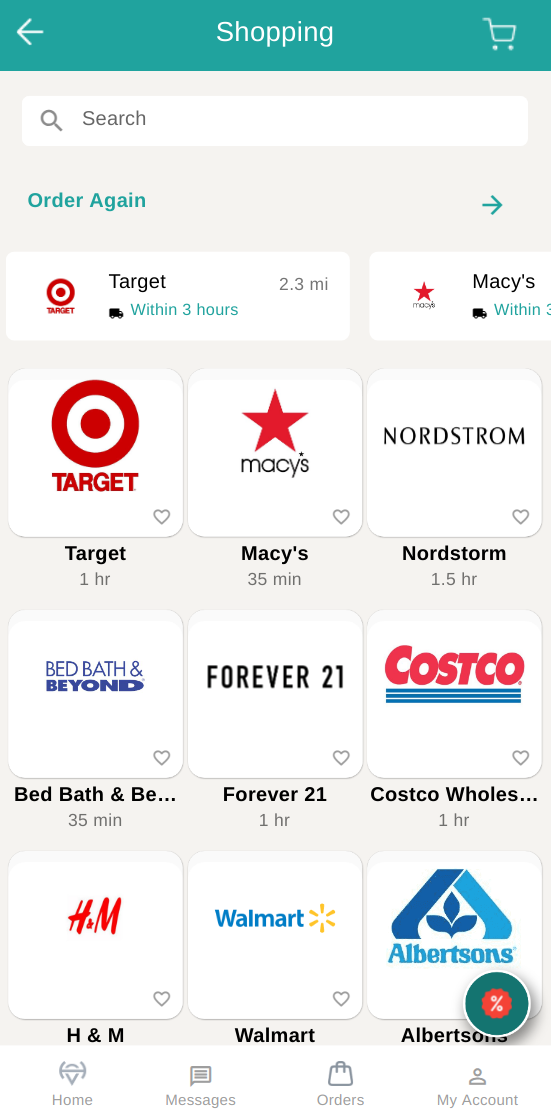 Shopping
Search
Order Again
Target
2.3 mi
Within 3 hours
TARGET
Macy's
Within 3
macy's
TARGET
macy's
NORDSTROM
Target
Macy's
Nordstorm
1 hr
35 min
1.5 hr
BED BATH &
BEYOND
FOREVER 21
COSTCO
Bed Bath & Be...
Forever 21
Costco Wholes...
35 min
1 hr
1 hr
H&M
Walmart
Albertsons
%
H & M
Walmart
Albertsons
Home
Messages
Orders
My Account